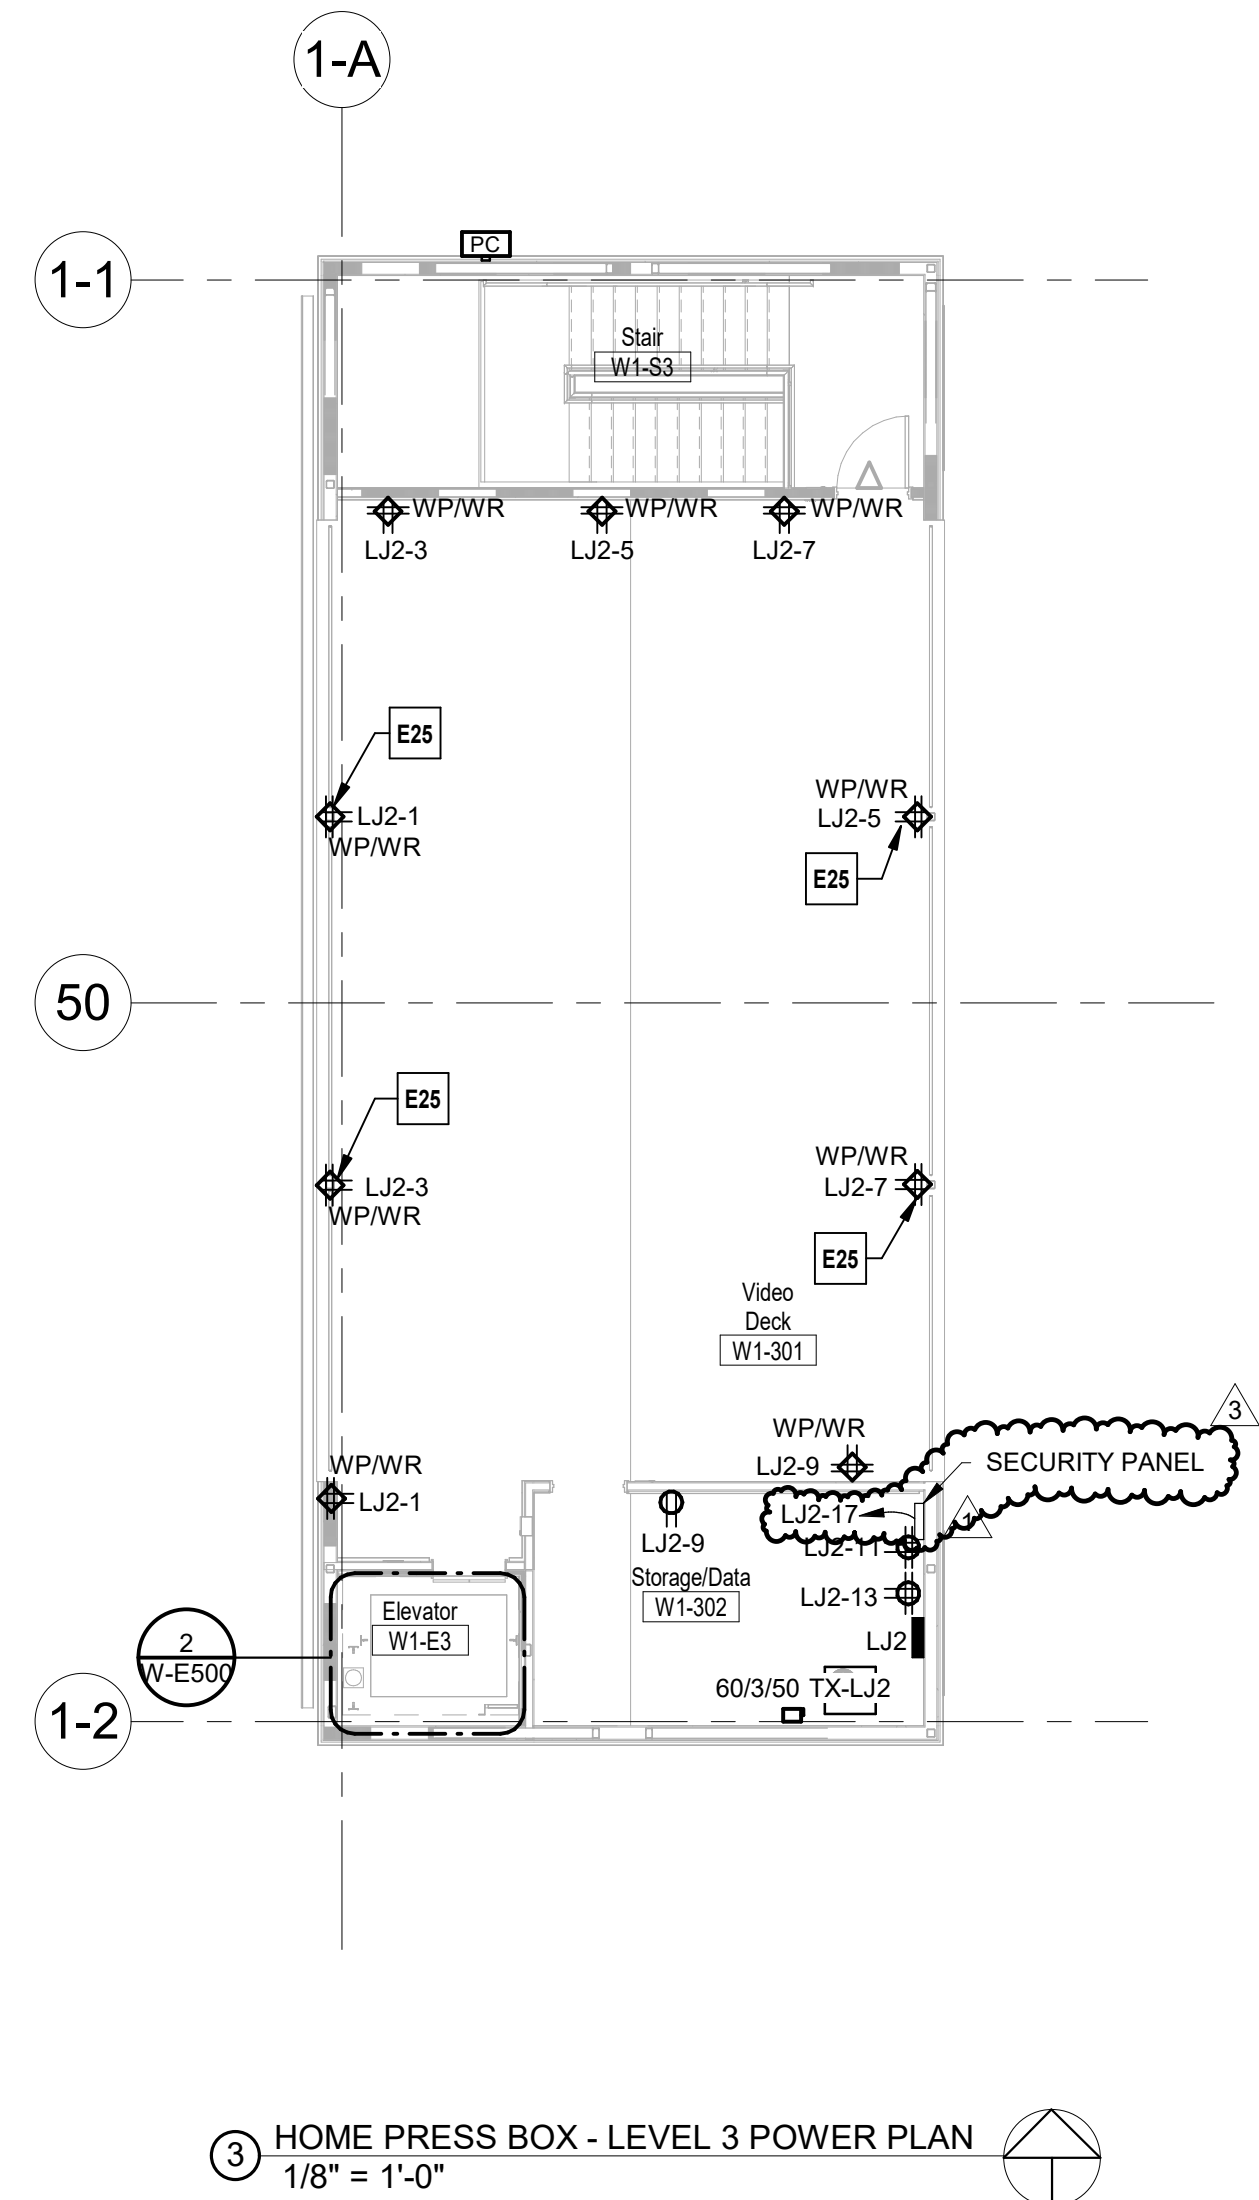 1-A
PC
1-1
Stair
W1-S3
WP/WR
WP/WR
WP/WR
LJ2-3
LJ2-5
LJ2-7
E25
WP/WR
LJ2-1
LJ2-5
WP/WR
E25
50
E25
WP/WR
LJ2-3
LJ2-7
WP/WR
E25
Video
Deck
W1-301
3
WP/WR
SECURITY PANEL
WP/WR
LJ2-9
LJ2-1
LJ2-17
1
LJ2-9
LJ2-11
Storage/Data
W1-302
LJ2-13
Elevator
W1-E3
2
W-E500
LJ2
60/3/50 TX-LJ2
1-2
3
HOME PRESS BOX - LEVEL 3 POWER PLAN
1/8" = 1'-0"